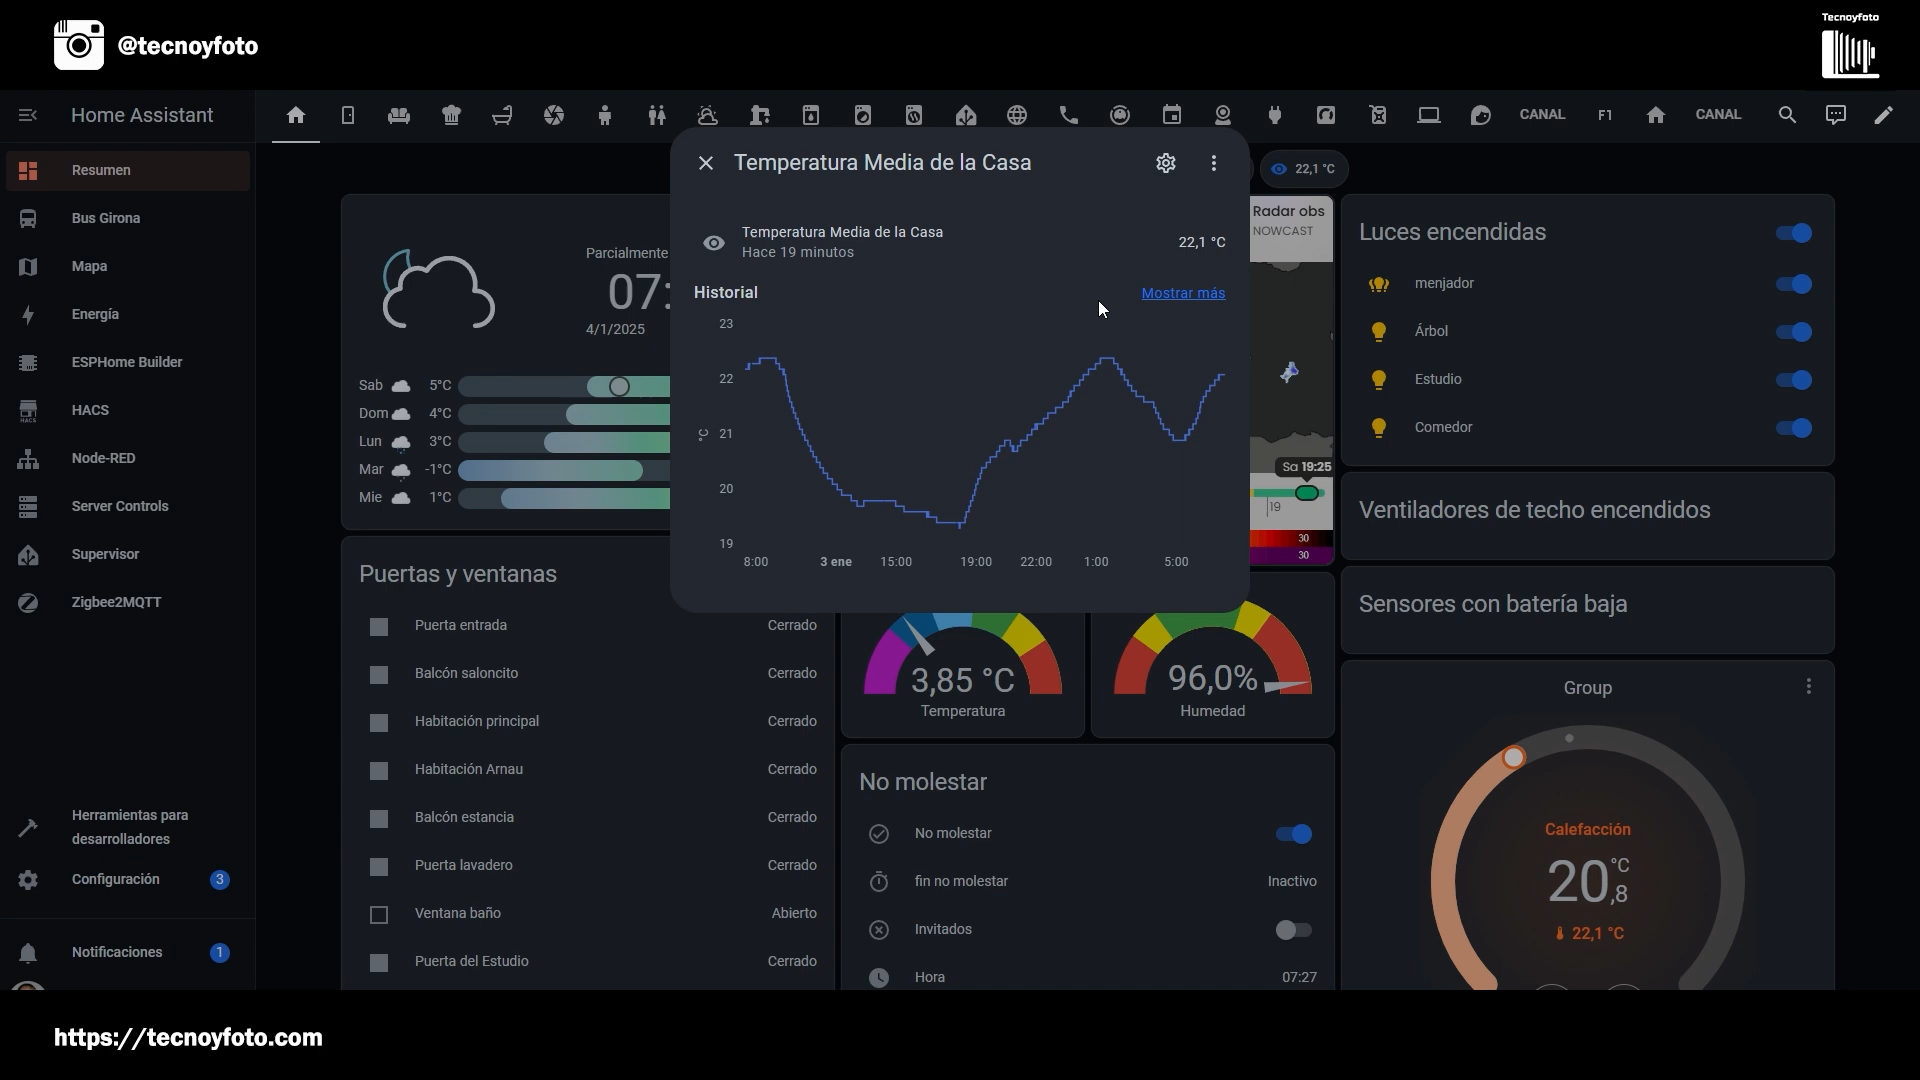 @tecnoyfoto
Tecnoyfoto
Home Assistant
CANAL
F1
CANAL
Resumen
Bus Girona
Mapa
Energía
ESPHome Builder
HACS
HACS
Node-RED
Server Controls
Supervisor
Zigbee2MQTT
Herramientas para
desarrolladores
Configuración
3
Notificaciones
1
Parcialmente
07:
4/1/2025
Sab
5°C
Dom
4°C
Lun
3°C
Mar
-1°C
Mie
1°C
Puertas y ventanas
Puerta entrada
Cerrado
Balcón saloncito
Cerrado
Habitación principal
Cerrado
Habitación Arnau
Cerrado
Balcón estancia
Cerrado
Puerta lavadero
Cerrado
Ventana baño
Abierto
Puerta del Estudio
Cerrado
Temperatura Media de la Casa
Temperatura Media de la Casa
Hace 19 minutos
22,1 °C
Historial
Mostrar más
23
22
21
20
19
°C
8:00
3 ene
15:00
19:00
22:00
1:00
5:00
22,1 °C
Radar obs
NOWCAST
Sa 19:25
19
30
30
3,85 °C
Temperatura
96,0%
Humedad
No molestar
No molestar
fin no molestar
Inactivo
Invitados
Hora
07:27
Luces encendidas
menjador
Árbol
Estudio
Comedor
Ventiladores de techo encendidos
Sensores con batería baja
Group
Calefacción
20,8 °C
22,1 °C
https://tecnoyfoto.com